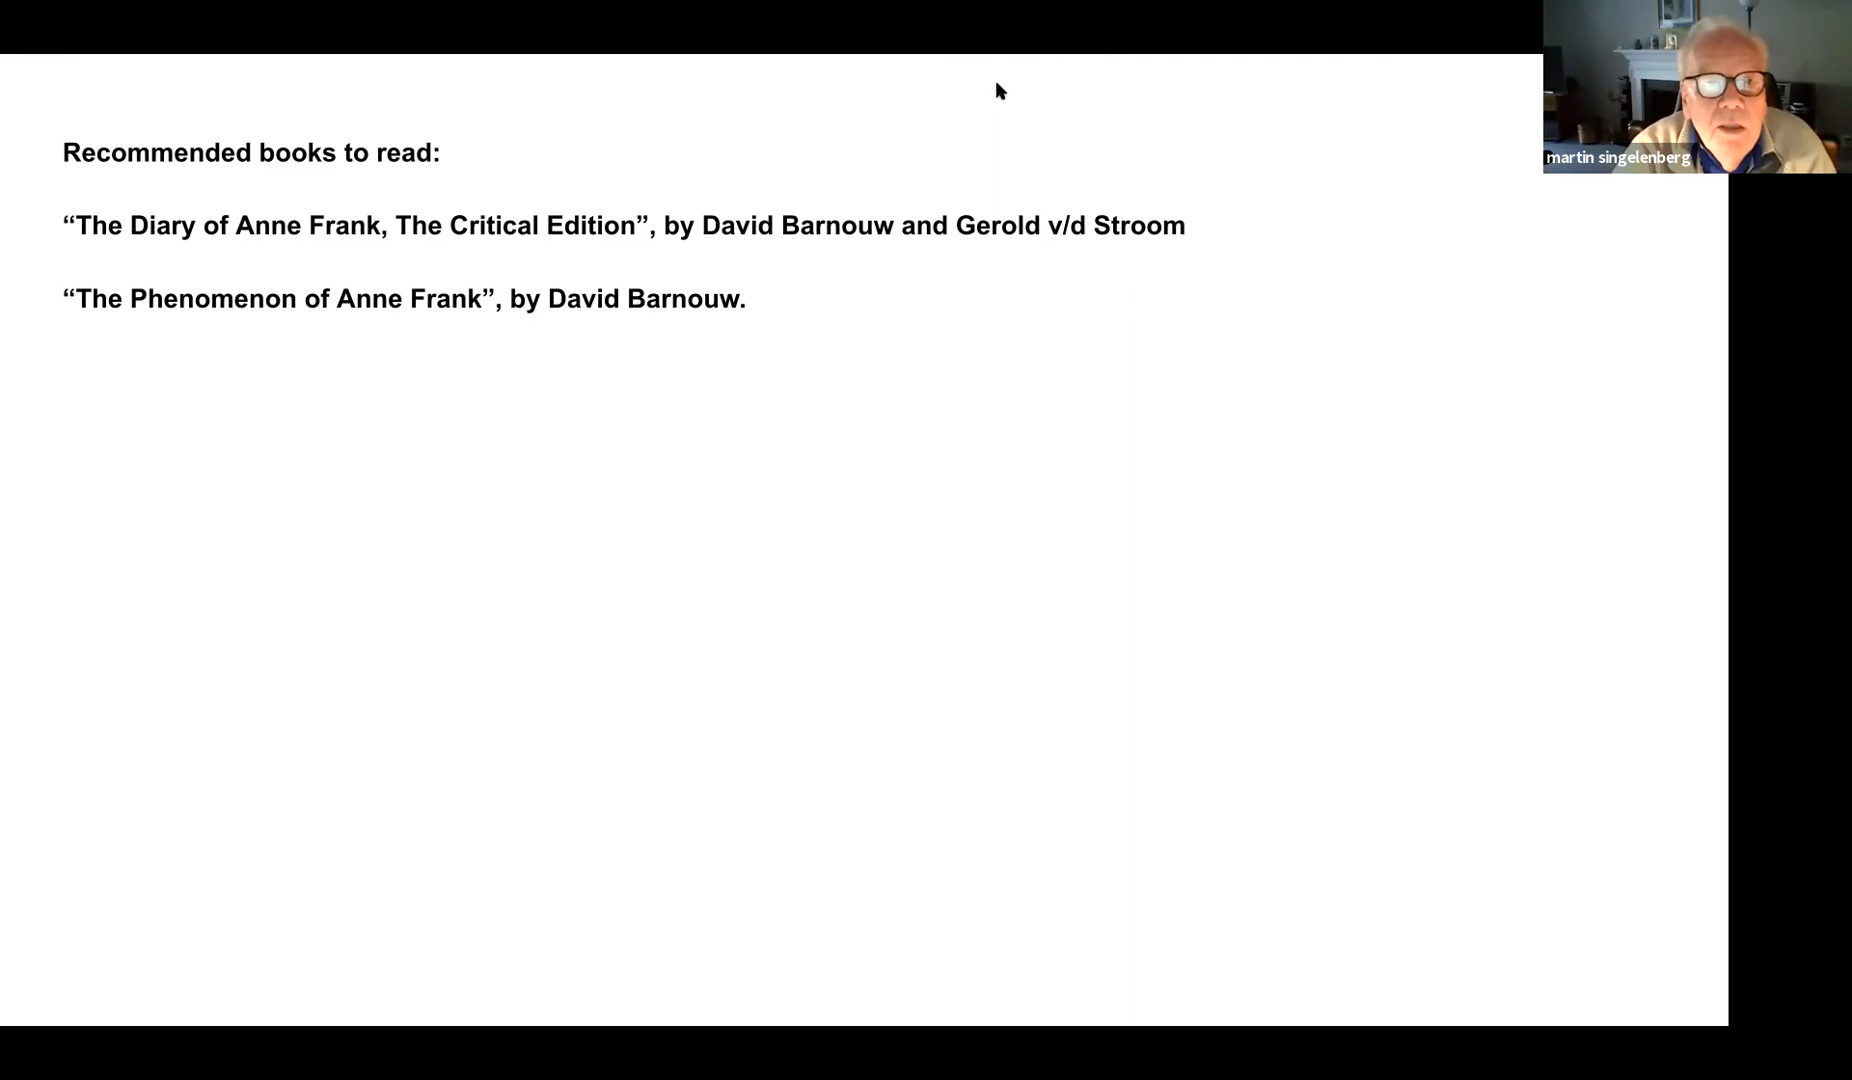 Recommended books to read:
“The Diary of Anne Frank, The Critical Edition”, by David Barnouw and Gerold v/d Stroom
“The Phenomenon of Anne Frank”, by David Barnouw.
martin singelenberg